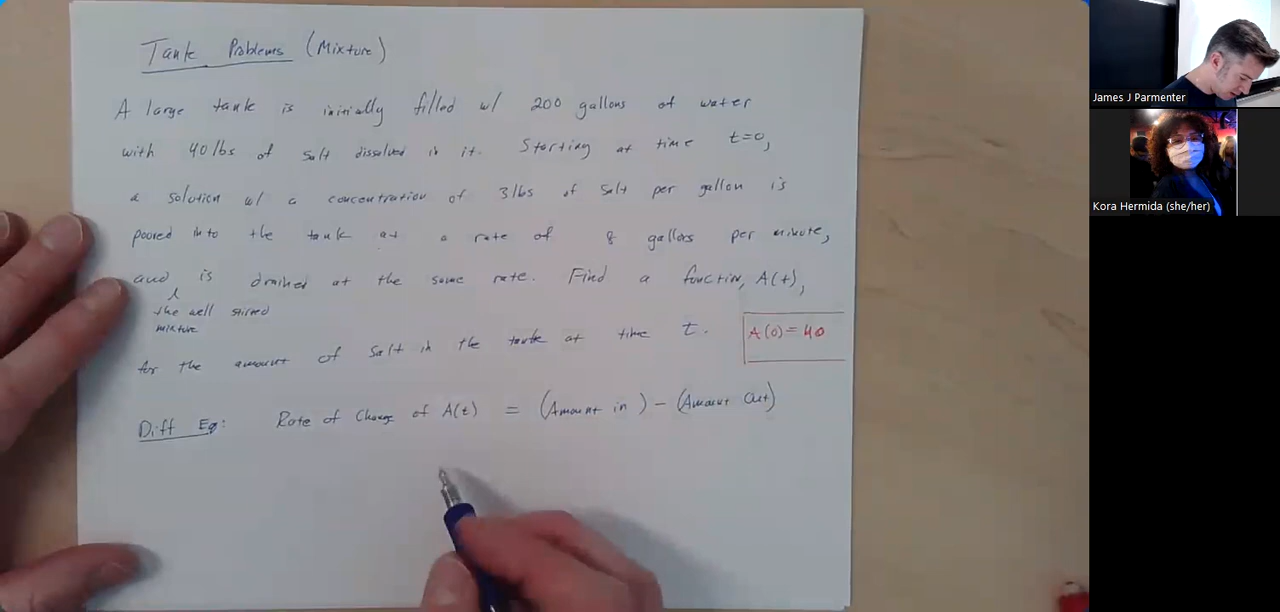 Tank Problems (Mixture)
A large tank is initially filled w/ 200 gallons of water
with 40 lbs of salt dissolved in it. Starting at time t=0,
a solution w/ a concentration of 3 lbs of salt per gallon is
poured into the tank at a rate of 8 gallons per minute,
and is drained at the same rate. Find a function, A(t),
the well stirred
mixture
for the amount of salt in the tank at time t.
A(0) = 40
Diff Eq: Rate of Change of A(t) = (Amount in) - (Amount Out)
James J Parmenter
Kora Hermida (she/her)